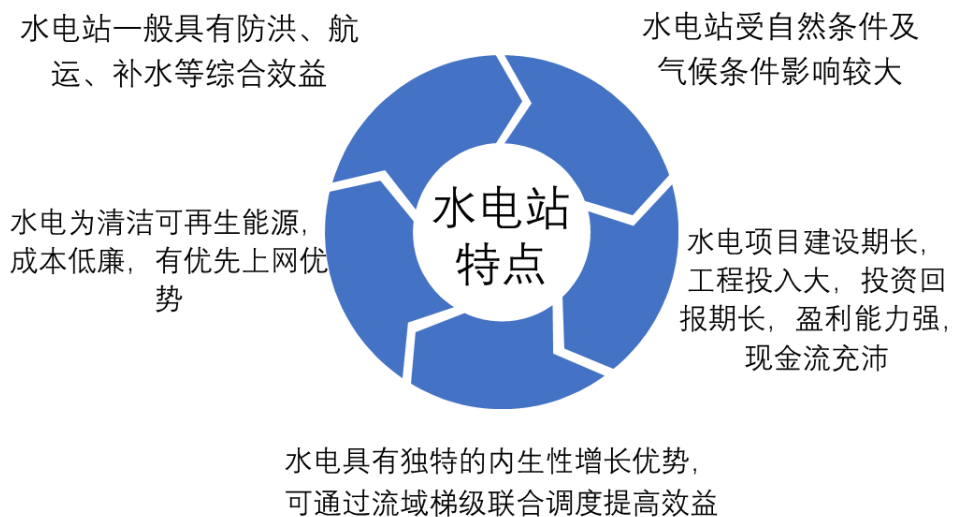 水电站一般具有防洪、航
运、补水等综合效益
水电站受自然条件及
气候条件影响较大
水电站
特点
水电为清洁可再生能源，
成本低廉，有优先上网优
势
水电项目建设期长，
工程投入大，投资回
报期长，盈利能力强，
现金流充沛
水电具有独特的内生性增长优势，
可通过流域梯级联合调度提高效益